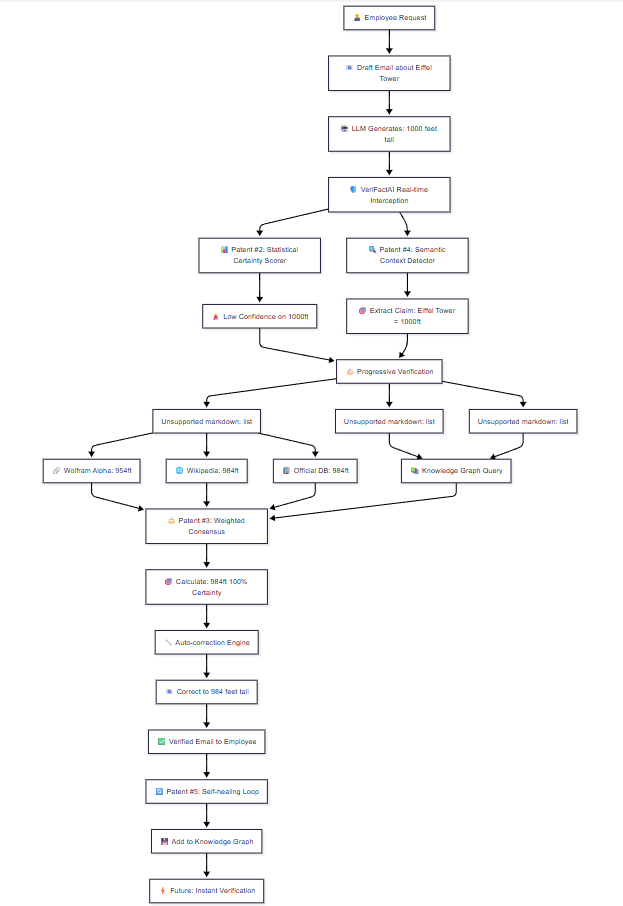 Employee Request
Draft Email about Eiffel
Tower
LLM Generates: 1000 feet
tall
VeriFactAI Real-time
Interception
Patent #2: Statistical
Certainty Scorer
Patent #4: Semantic
Context Detector
Low Confidence on 1000ft
Extract Claim: Eiffel Tower
= 1000ft
Progressive Verification
Unsupported markdown: list
Unsupported markdown: list
Unsupported markdown: list
Wolfram Alpha: 954ft
Wikipedia: 984ft
Official DB: 984ft
Knowledge Graph Query
Patent #3: Weighted
Consensus
Calculate: 984ft 100%
Certainty
Auto-correction Engine
Correct to 984 feet tall
Verified Email to Employee
Patent #5: Self-healing Loop
Add to Knowledge Graph
Future: Instant Verification